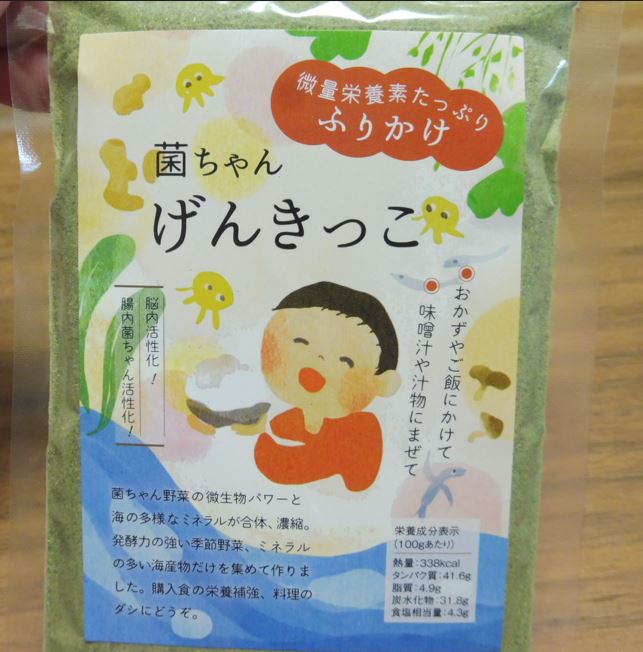 微量栄養素たっぷり
ふりかけ
菌ちゃん
げんきっこ
おかずやご飯にかけて
味噌汁や汁物にまぜて
脳内活性化！
腸内菌ちゃん活性化！
菌ちゃん野菜の微生物パワーと
海の多様なミネラルが合体、濃縮。
発酵力の強い季節野菜、ミネラル
の多い海産物だけを集めて作りま
した。購入食の栄養補強、料理の
ダシにどうぞ。
栄養成分表示
(100gあたり)
熱量:338kcal
タンパク質:41.6g
脂質:4.9g
炭水化物:31.8g
食塩相当量:4.3g